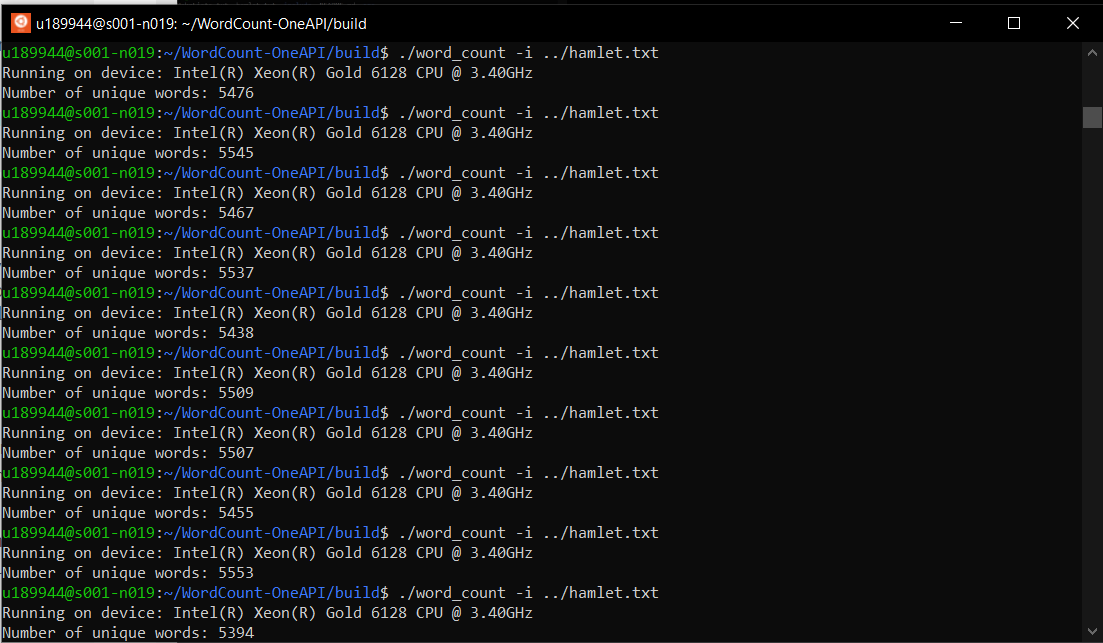 u189944@s001-n019: ~/WordCount-OneAPI/build
u189944@s001-n019:~/WordCount-OneAPI/build$ ./word_count -i ../hamlet.txt
Running on device: Intel(R) Xeon(R) Gold 6128 CPU @ 3.40GHz
Number of unique words: 5476
u189944@s001-n019:~/WordCount-OneAPI/build$ ./word_count -i ../hamlet.txt
Running on device: Intel(R) Xeon(R) Gold 6128 CPU @ 3.40GHz
Number of unique words: 5545
u189944@s001-n019:~/WordCount-OneAPI/build$ ./word_count -i ../hamlet.txt
Running on device: Intel(R) Xeon(R) Gold 6128 CPU @ 3.40GHz
Number of unique words: 5467
u189944@s001-n019:~/WordCount-OneAPI/build$ ./word_count -i ../hamlet.txt
Running on device: Intel(R) Xeon(R) Gold 6128 CPU @ 3.40GHz
Number of unique words: 5537
u189944@s001-n019:~/WordCount-OneAPI/build$ ./word_count -i ../hamlet.txt
Running on device: Intel(R) Xeon(R) Gold 6128 CPU @ 3.40GHz
Number of unique words: 5438
u189944@s001-n019:~/WordCount-OneAPI/build$ ./word_count -i ../hamlet.txt
Running on device: Intel(R) Xeon(R) Gold 6128 CPU @ 3.40GHz
Number of unique words: 5509
u189944@s001-n019:~/WordCount-OneAPI/build$ ./word_count -i ../hamlet.txt
Running on device: Intel(R) Xeon(R) Gold 6128 CPU @ 3.40GHz
Number of unique words: 5507
u189944@s001-n019:~/WordCount-OneAPI/build$ ./word_count -i ../hamlet.txt
Running on device: Intel(R) Xeon(R) Gold 6128 CPU @ 3.40GHz
Number of unique words: 5455
u189944@s001-n019:~/WordCount-OneAPI/build$ ./word_count -i ../hamlet.txt
Running on device: Intel(R) Xeon(R) Gold 6128 CPU @ 3.40GHz
Number of unique words: 5553
u189944@s001-n019:~/WordCount-OneAPI/build$ ./word_count -i ../hamlet.txt
Running on device: Intel(R) Xeon(R) Gold 6128 CPU @ 3.40GHz
Number of unique words: 5394